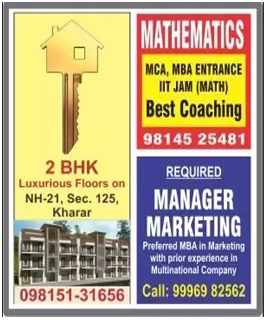 2 BHK
Luxurious Floors on
NH-21, Sec. 125,
Kharar
098151-31656
MATHEMATICS
MCA, MBA ENTRANCE
IIT JAM (MATH)
Best Coaching
98145 25481
REQUIRED
MANAGER
MARKETING
Preferred MBA in Marketing
with prior experience in
Multinational Company
Call: 99969 82562